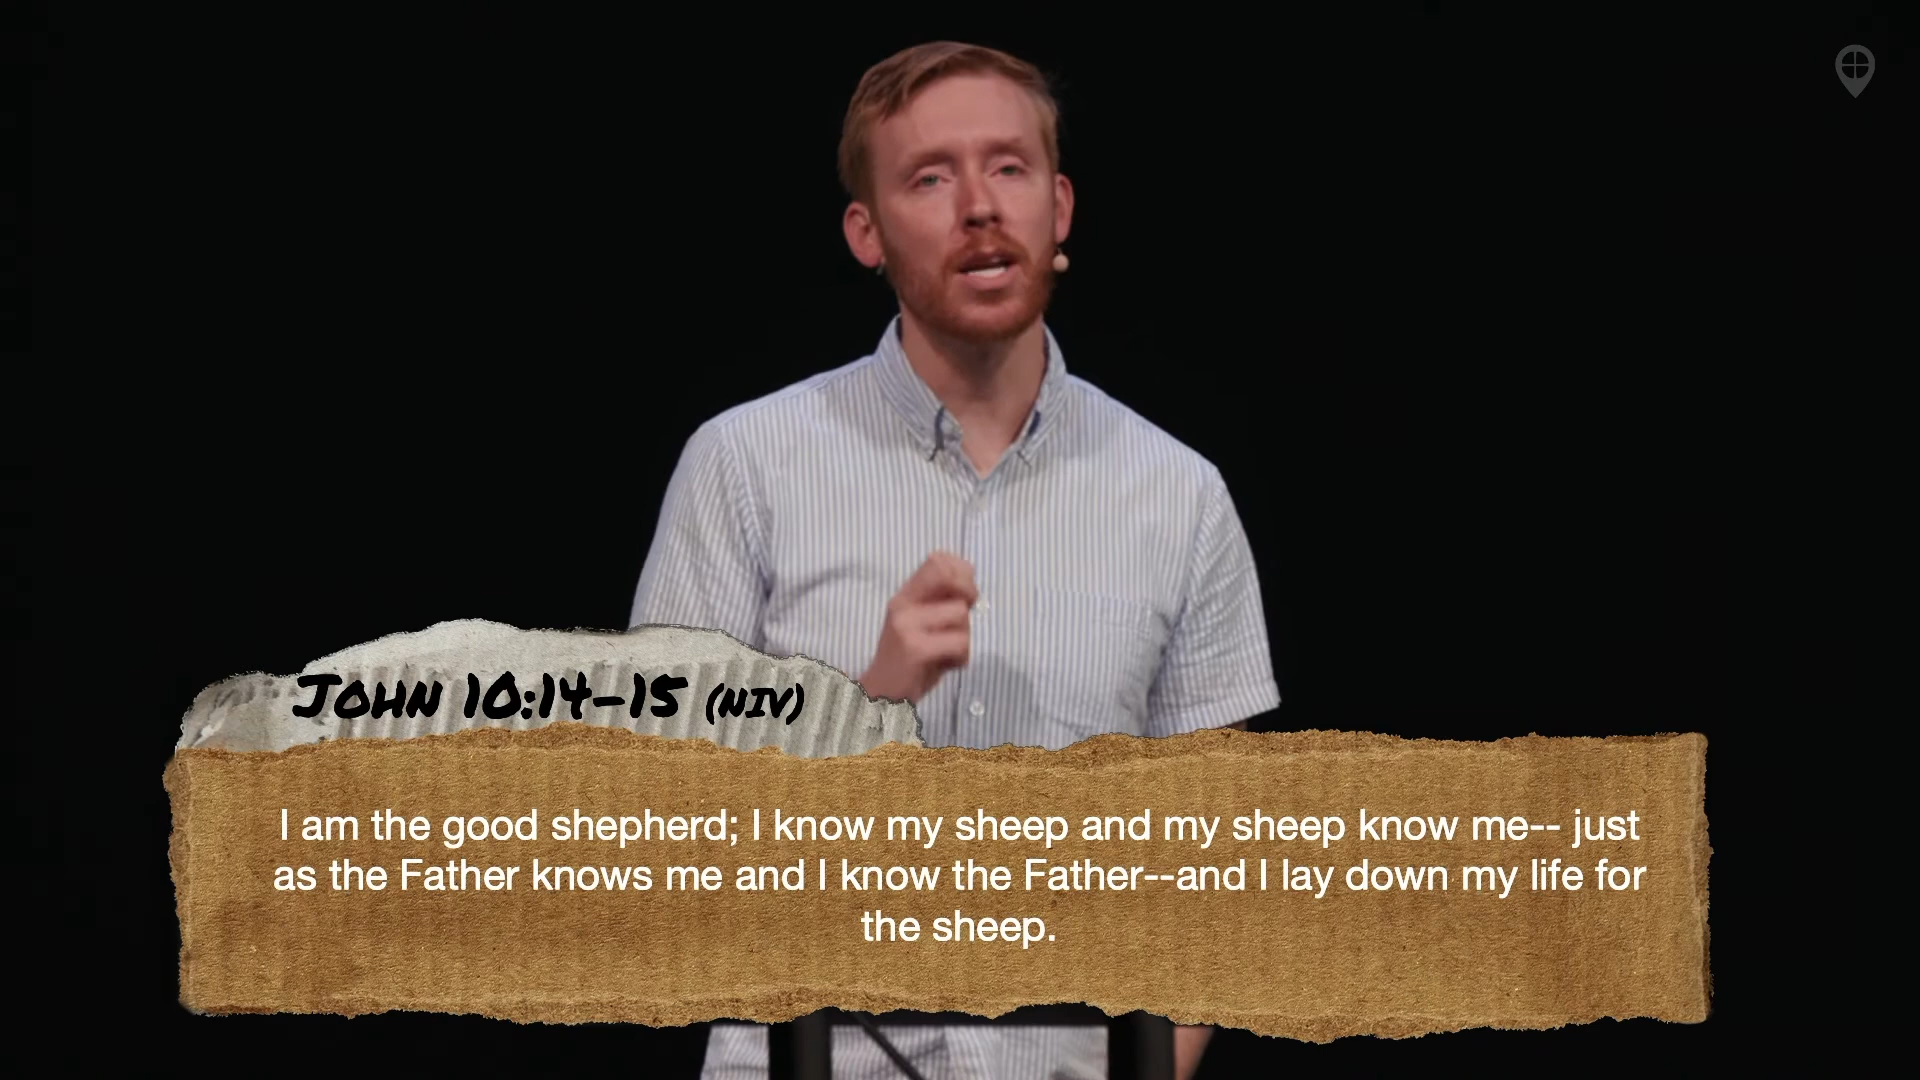 John 10:14-15 (NIV)
I am the good shepherd; I know my sheep and my sheep know me-- just
as the Father knows me and I know the Father--and I lay down my life for
the sheep.